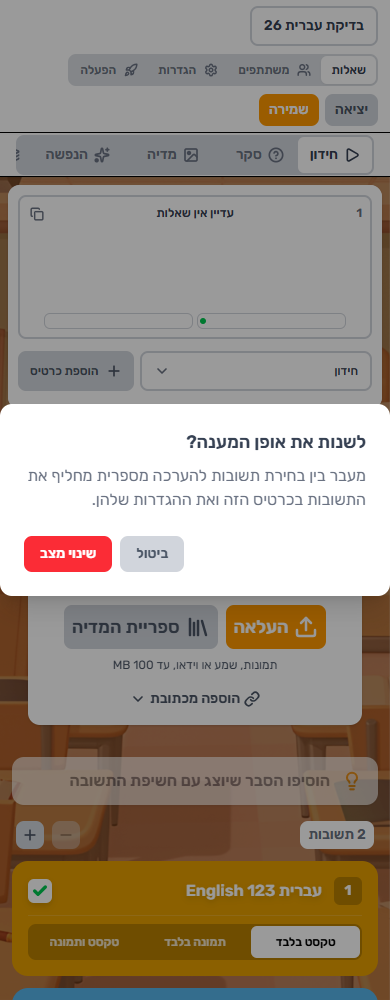 בדיקת עברית 26
שאלות
משתתפים
הגדרות
הפעלה
יציאה
שמירה
חידון
סקר
מדיה
הנפשה
1
עדיין אין שאלות
חידון
הוספת כרטיס
לשנות את אופן המענה?
מעבר בין בחירת תשובות להערכה מספרית מחליף את
התשובות בכרטיס הזה ואת ההגדרות שלהן.
ביטול
שינוי מצב
העלאה
ספריית המדיה
תמונות, שמע או וידאו, עד 100 MB
הוספה מכתובת
הוסיפו הסבר שיוצג עם חשיפת התשובה
2 תשובות
1
עברית English 123
טקסט בלבד
תמונה בלבד
טקסט ותמונה